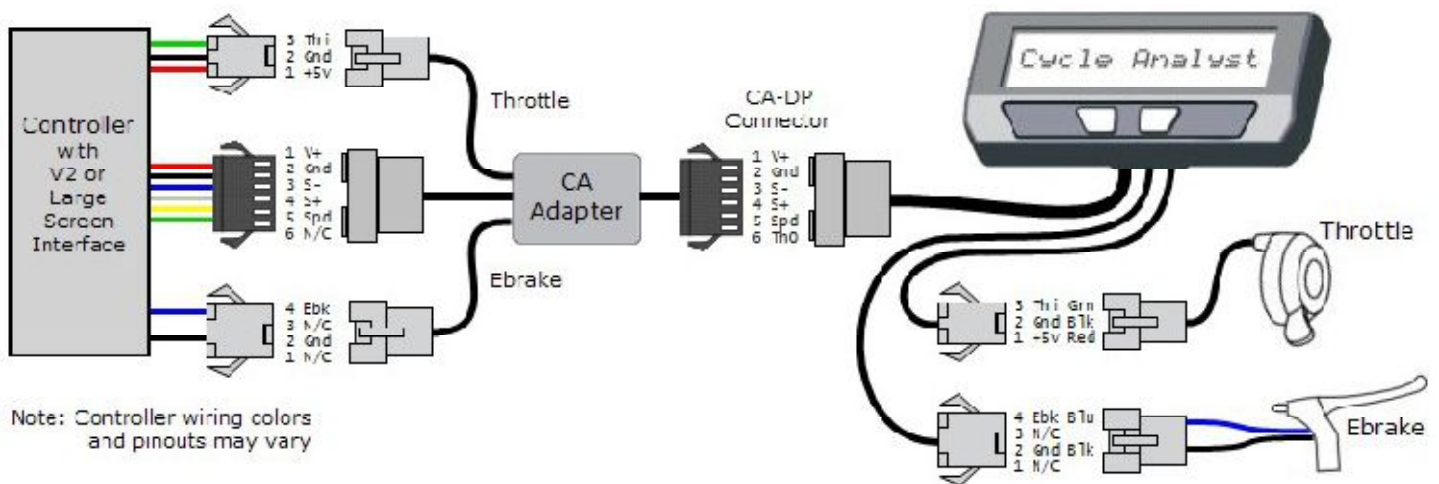 3 Thi
2 Gnd
1 +5v
Throttle
Controller
with
V2 or
Large
Screen
Interface
1 V+
2 Gnd
3 S-
4 S+
5 Spd
6 N/C
CA
Adapter
CA-DP
Connector
1 V+
2 Gnd
3 S-
4 S+
5 Spd
6 ThO
Cycle Analyst
Ebrake
4 Ebk
3 N/C
2 Gnd
1 N/C
Throttle
3 Thi Grn
2 Gnd Blk
1 +5v Red
4 Ebk Blu
3 N/C
2 Gnd Blk
1 N/C
Ebrake
Note: Controller wiring colors
and pinouts may vary